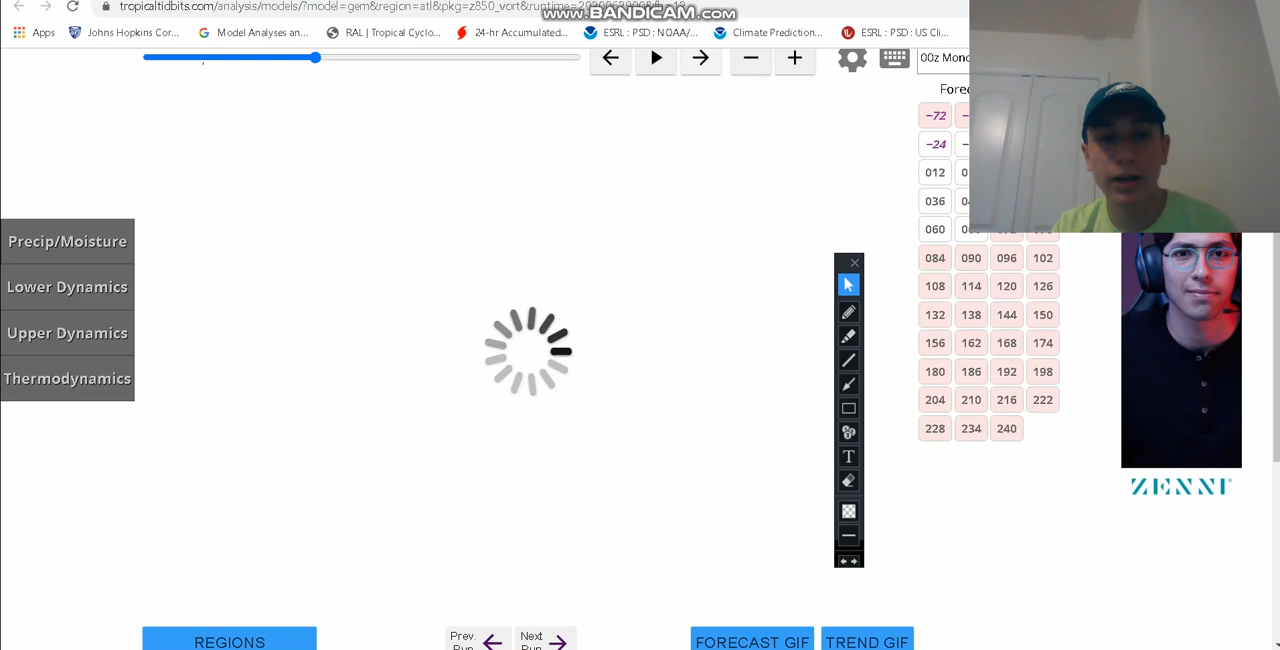 tropicaltidbits.com/analysis/models/?model=gem&region=atl&pkg=z850_vort&runtime=
www.BANDICAM.com
Apps Johns Hopkins Cor... Model Analyses an... RAL | Tropical Cyclo... 24-hr Accumulated... ESRL : PSD : NOAA/... Climate Prediction... ESRL : PSD : US Cli...
00z Mond
Forec
−72
−24
012
036
060
084 090 096 102
108 114 120 126
132 138 144 150
156 162 168 174
180 186 192 198
204 210 216 222
228 234 240
Precip/Moisture
Lower Dynamics
Upper Dynamics
Thermodynamics
T
ZENNI
REGIONS
Prev. Run
Next Run
FORECAST GIF
TREND GIF